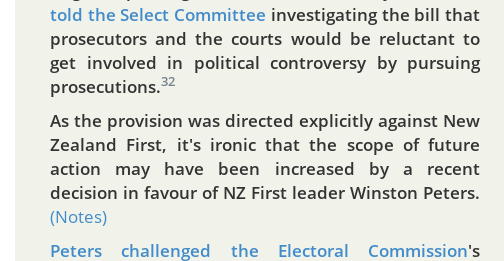 told the Select Committee investigating the bill that
prosecutors and the courts would be reluctant to
get involved in political controversy by pursuing
prosecutions.32
As the provision was directed explicitly against New
Zealand First, it's ironic that the scope of future
action may have been increased by a recent
decision in favour of NZ First leader Winston Peters.
(Notes)
Peters challenged the Electoral Commission's